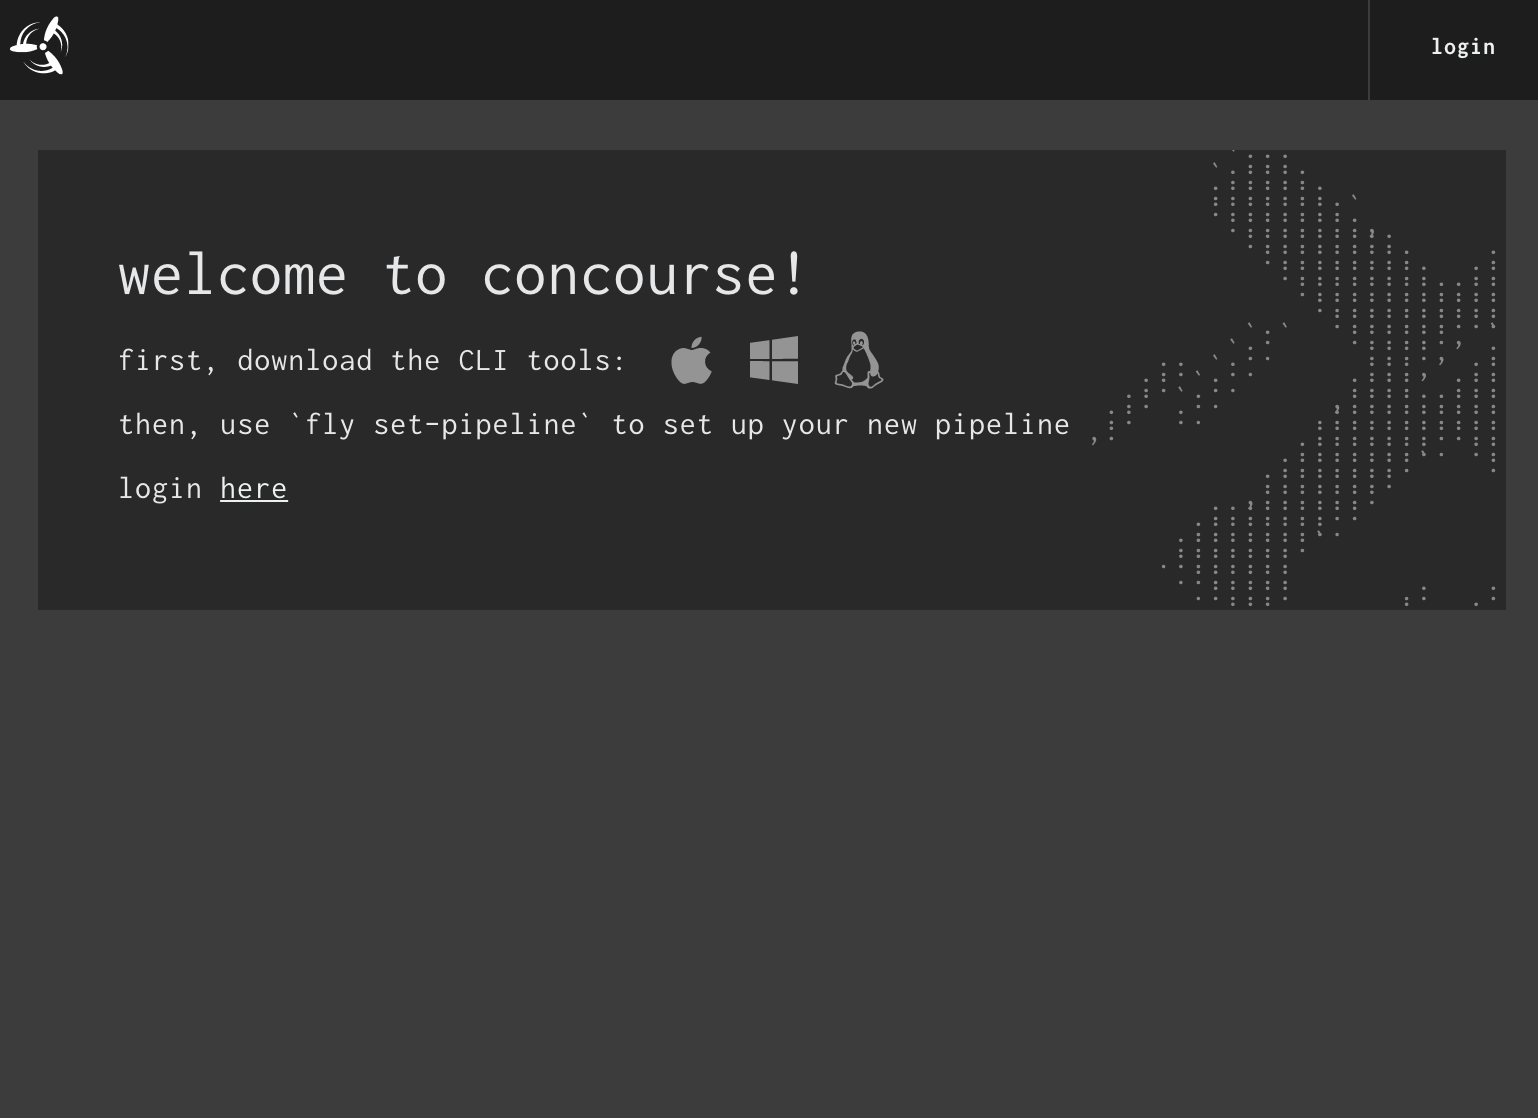 login
welcome to concourse!
first, download the CLI tools:
then, use `fly set-pipeline` to set up your new pipeline
login here